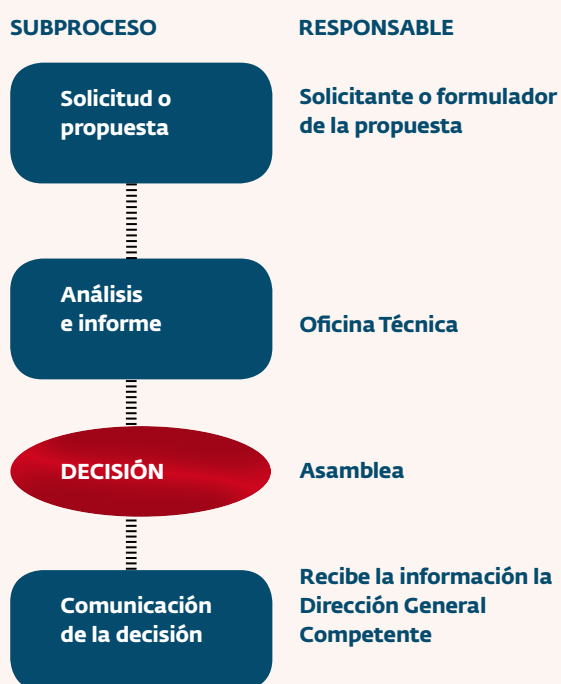 SUBPROCESO
RESPONSABLE
Solicitud o
propuesta
Solicitante o formulador
de la propuesta
Análisis
e informe
Oficina Técnica
DECISIÓN
Asamblea
Comunicación
de la decisión
Recibe la información la
Dirección General
Competente